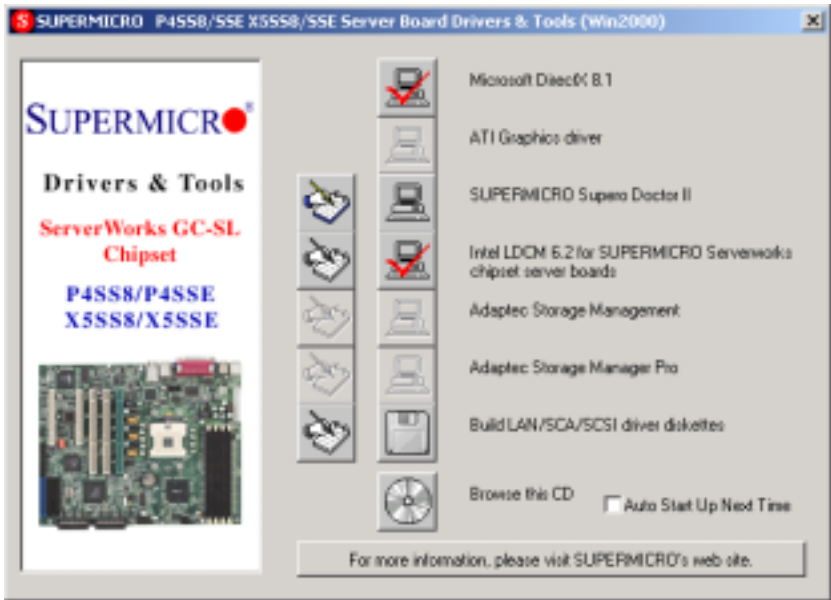 SUPERMICRO P4SS8/SSE X5SS8/SSE Server Board Drivers & Tools (Win2000)
SUPERMICRO®
Drivers & Tools
ServerWorks GC-SL
Chipset
P4SS8/P4SSE
X5SS8/X5SSE
Microsoft DirectX 8.1
ATI Graphics driver
SUPERMICRO Supero Doctor II
Intel LDCM 6.2 for SUPERMICRO Serverworks
chipset server boards
Adaptec Storage Management
Adaptec Storage Manager Pro
Build LAN/SCA/SCSI driver diskettes
Browse this CD
Auto Start Up Next Time
For more information, please visit SUPERMICRO's web site.